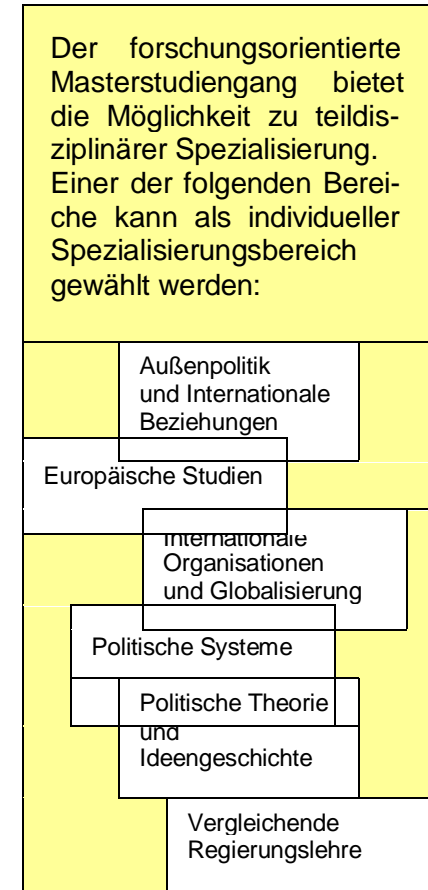 Der forschungsorientierte
Masterstudiengang bietet
die Möglichkeit zu teildis-
ziplinärer Spezialisierung.
Einer der folgenden Berei-
che kann als individueller
Spezialisierungsbereich
gewählt werden:
Außenpolitik
und Internationale
Beziehungen
Europäische Studien
Internationale
Organisationen
und Globalisierung
Politische Systeme
Politische Theorie
und
Ideengeschichte
Vergleichende
Regierungslehre